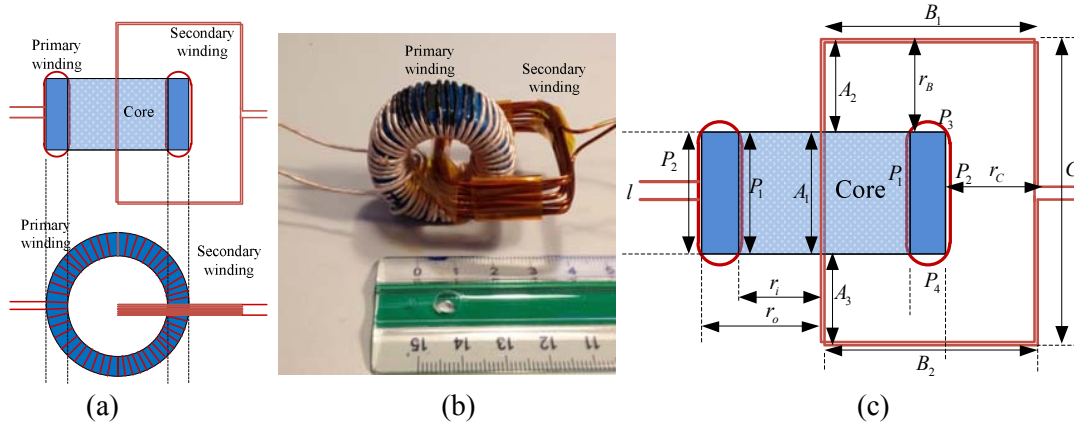 Primary
winding
Secondary
winding
Core
Primary
winding
Secondary
winding
(a)
Primary
winding
Secondary
winding
0 1 2 3 4 5
15 14 13 12 11
(b)
B1
A2
rB
P3
P2
P1
A1
Core
P1
P2
rC
C
l
ri
ro
A3
P4
B2
(c)